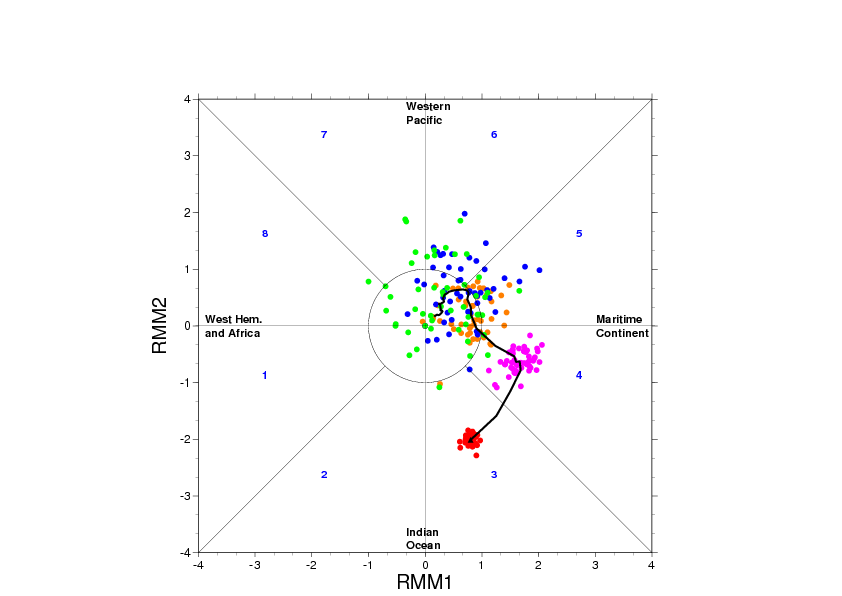 4
Western
Pacific
7
6
3
2
8
5
1
RMM2
0
West Hem.
and Africa
Maritime
Continent
1
4
-1
-2
2
3
-3
Indian
Ocean
-4
-4 -3 -2 -1 0 1 2 3 4
RMM1